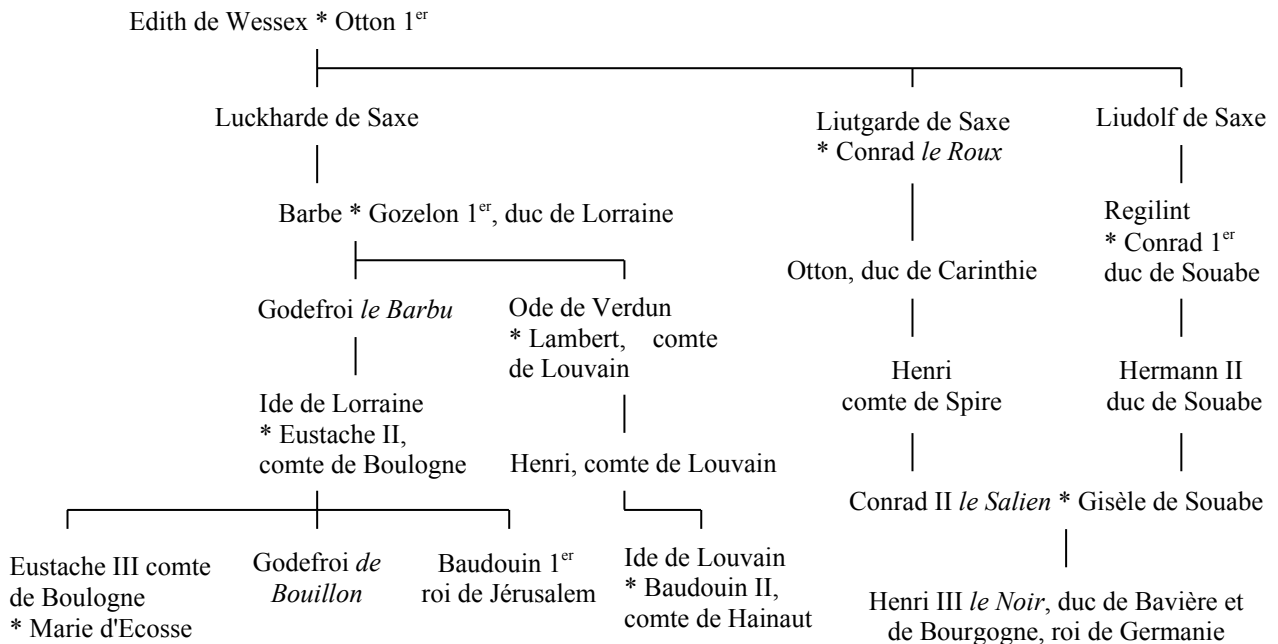 Edith de Wessex * Otton 1er
Luckharde de Saxe
Liutgarde de Saxe
* Conrad le Roux
Liudolf de Saxe
Barbe * Gozelon 1er, duc de Lorraine
Regilint
* Conrad 1er
duc de Souabe
Otton, duc de Carinthie
Godefroi le Barbu
Ode de Verdun
* Lambert, comte
de Louvain
Henri
comte de Spire
Hermann II
duc de Souabe
Ide de Lorraine
* Eustache II,
comte de Boulogne
Henri, comte de Louvain
Conrad II le Salien * Gisèle de Souabe
Eustache III comte
de Boulogne
* Marie d'Ecosse
Godefroi de
Bouillon
Baudouin 1er
roi de Jérusalem
Ide de Louvain
* Baudouin II,
comte de Hainaut
Henri III le Noir, duc de Bavière et
de Bourgogne, roi de Germanie